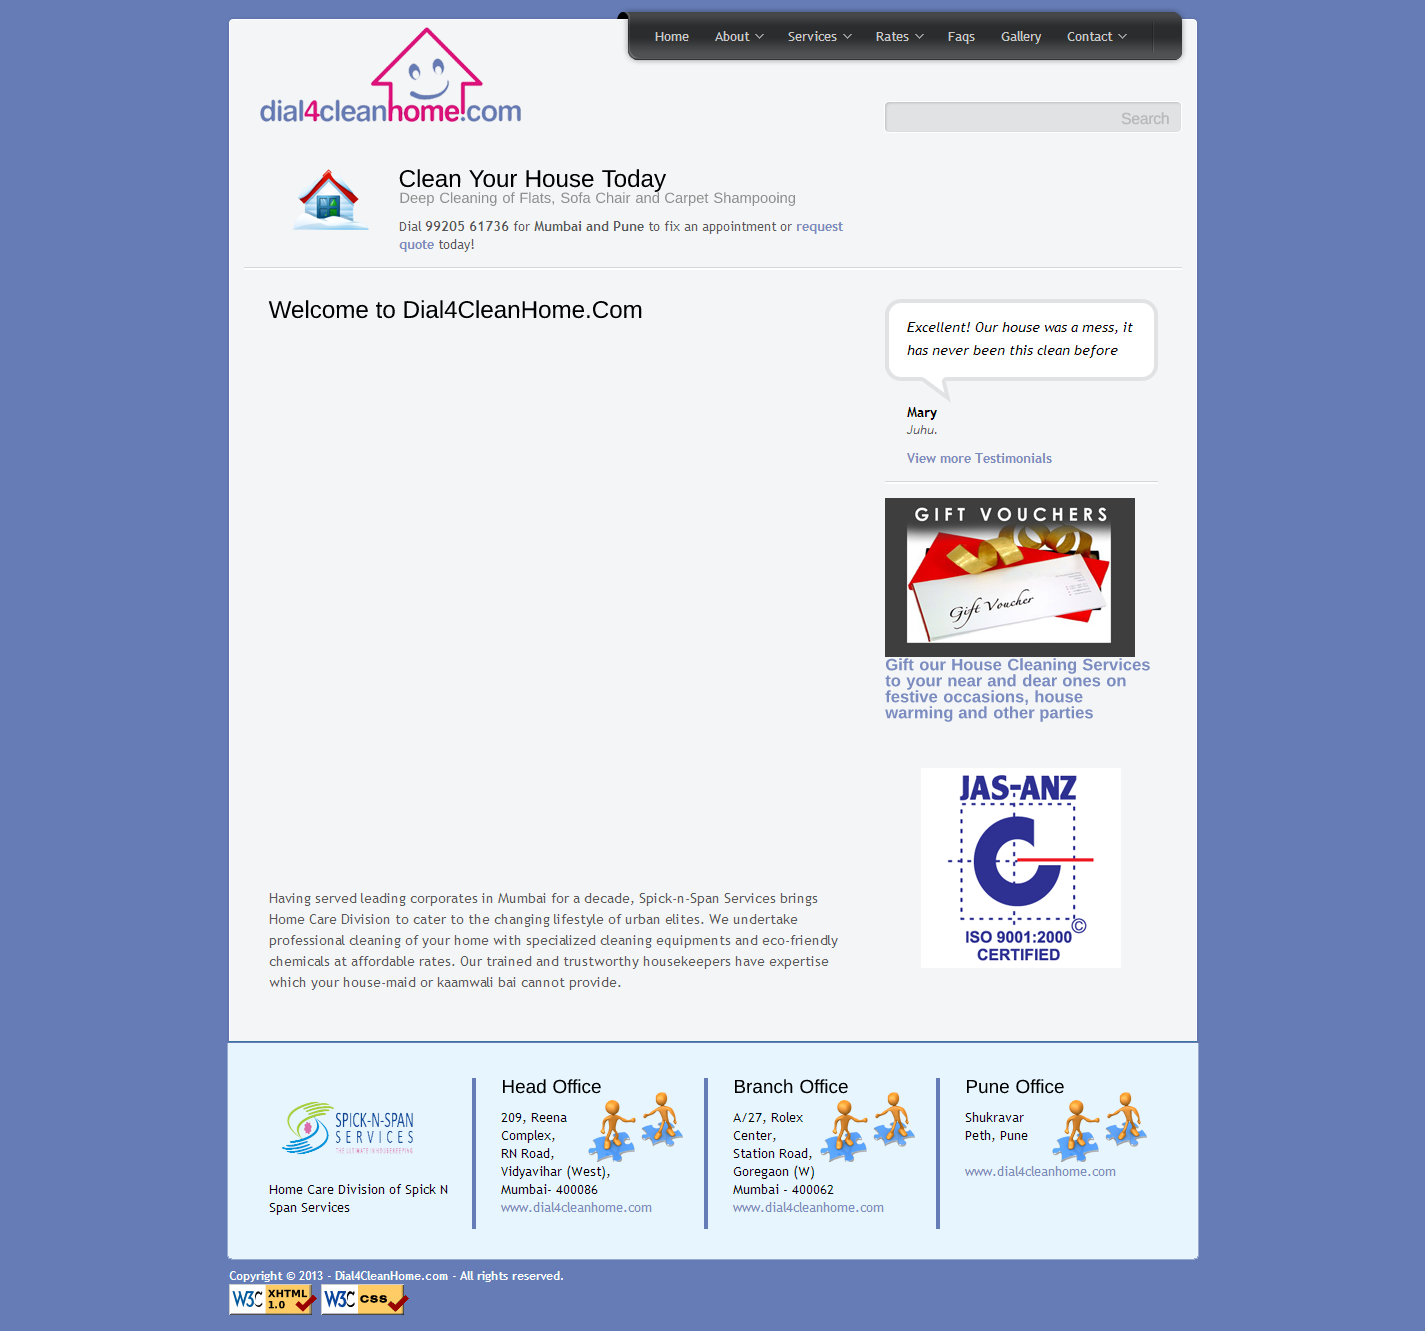 Home About Services Rates Faqs Gallery Contact
dial4cleanhome.com
Search
Clean Your House Today
Deep Cleaning of Flats, Sofa Chair and Carpet Shampooing
Dial 99205 61736 for Mumbai and Pune to fix an appointment or request
quote today!
Welcome to Dial4CleanHome.Com
Excellent! Our house was a mess, it
has never been this clean before
Mary
Juhu.
View more Testimonials
GIFT VOUCHERS
Gift Voucher
Gift our House Cleaning Services
to your near and dear ones on
festive occasions, house
warming and other parties
JAS-ANZ
©
ISO 9001:2000
CERTIFIED
Having served leading corporates in Mumbai for a decade, Spick-n-Span Services brings
Home Care Division to cater to the changing lifestyle of urban elites. We undertake
professional cleaning of your home with specialized cleaning equipments and eco-friendly
chemicals at affordable rates. Our trained and trustworthy housekeepers have expertise
which your house-maid or kaamwali bai cannot provide.
SPICK-N-SPAN
SERVICES
THE ULTIMATE IN HOUSEKEEPING
Home Care Division of Spick N
Span Services
Head Office
209, Reena
Complex,
RN Road,
Vidyavihar (West),
Mumbai- 400086
www.dial4cleanhome.com
Branch Office
A/27, Rolex
Center,
Station Road,
Goregaon (W)
Mumbai - 400062
www.dial4cleanhome.com
Pune Office
Shukravar
Peth, Pune
www.dial4cleanhome.com
Copyright © 2013 - Dial4CleanHome.com - All rights reserved.
W3C XHTML 1.0
W3C CSS